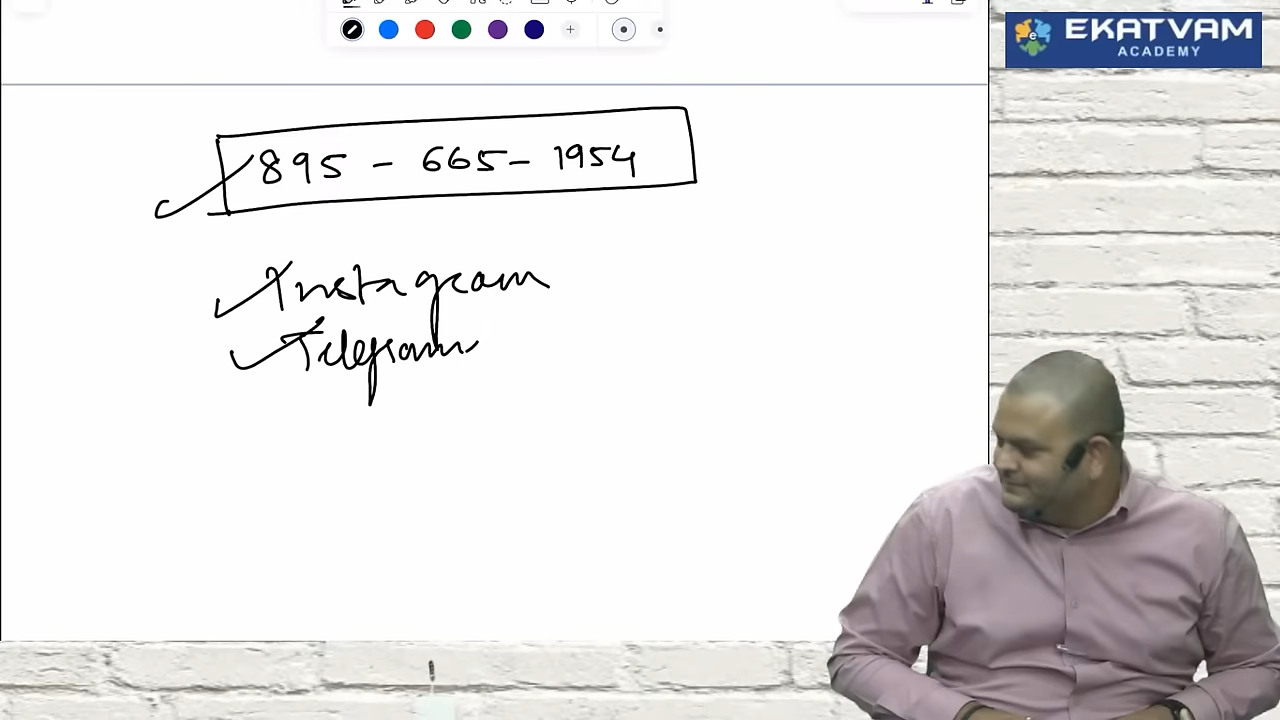 EKATVAM
ACADEMY
895 - 665 - 1954
Instagram
Telegram